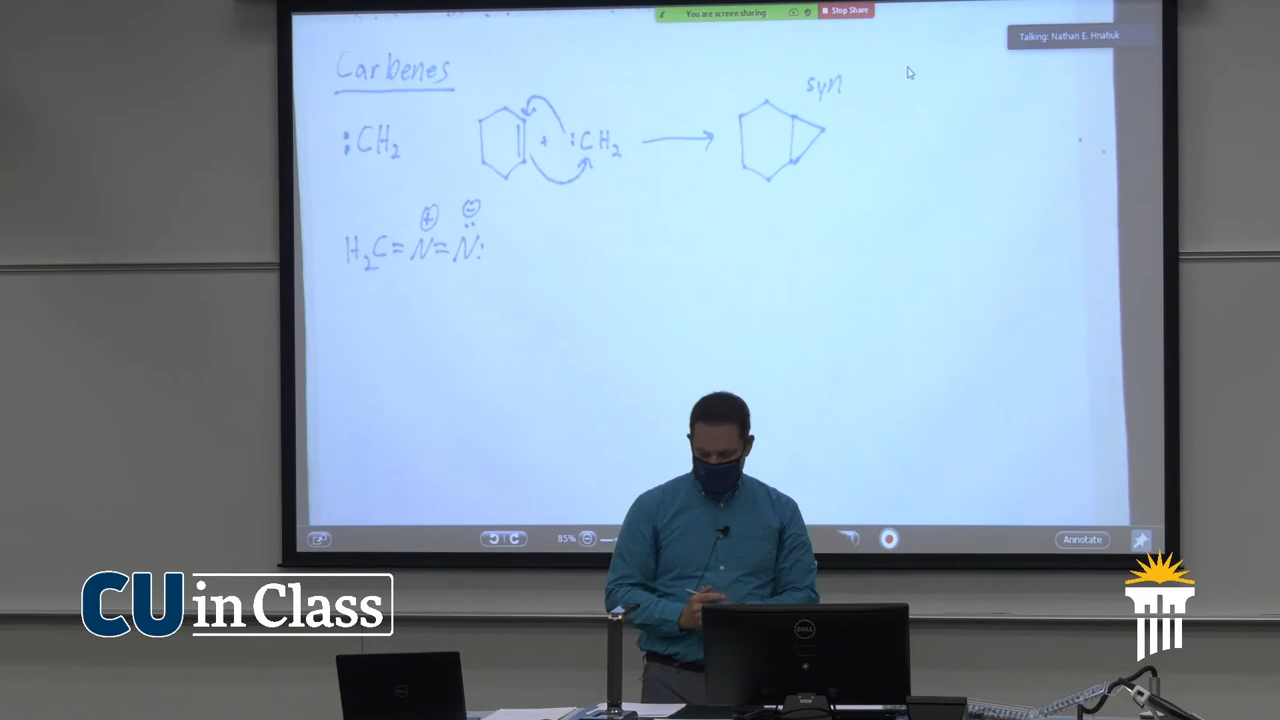 You are screen sharing
Stop Share
Talking: Nathan E. Hnatiuk
Carbenes
syn
:CH₂
+ :CH₂
⊕ ⊖
H₂C=N=N̈:
85%
Annotate
CU in Class
DELL